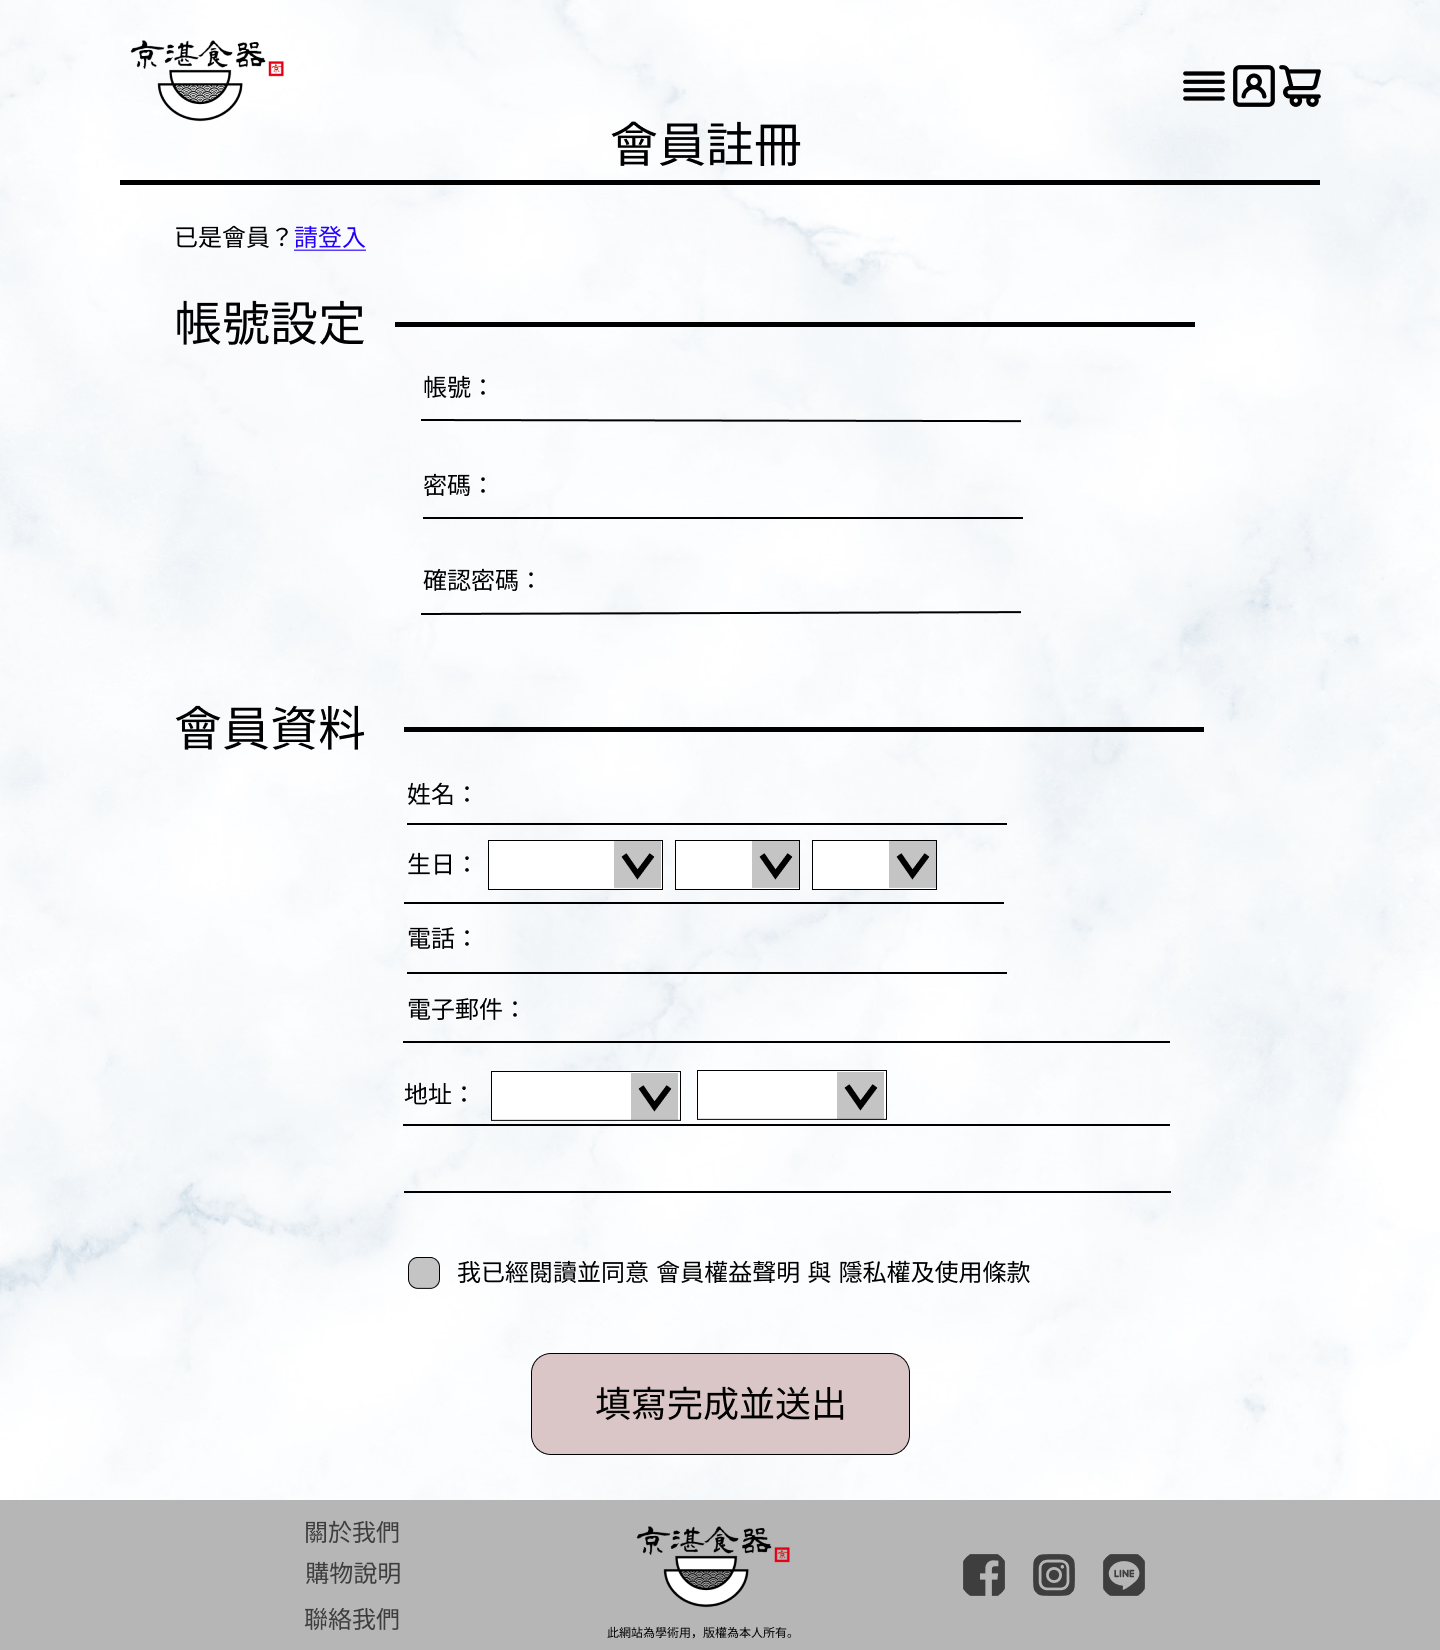 京湛食器
京
會員註冊
已是會員？請登入
帳號設定
帳號：
密碼：
確認密碼：
會員資料
姓名：
生日：
電話：
電子郵件：
地址：
我已經閱讀並同意 會員權益聲明 與 隱私權及使用條款
填寫完成並送出
關於我們
購物說明
聯絡我們
京湛食器
京
此網站為學術用，版權為本人所有。
LINE